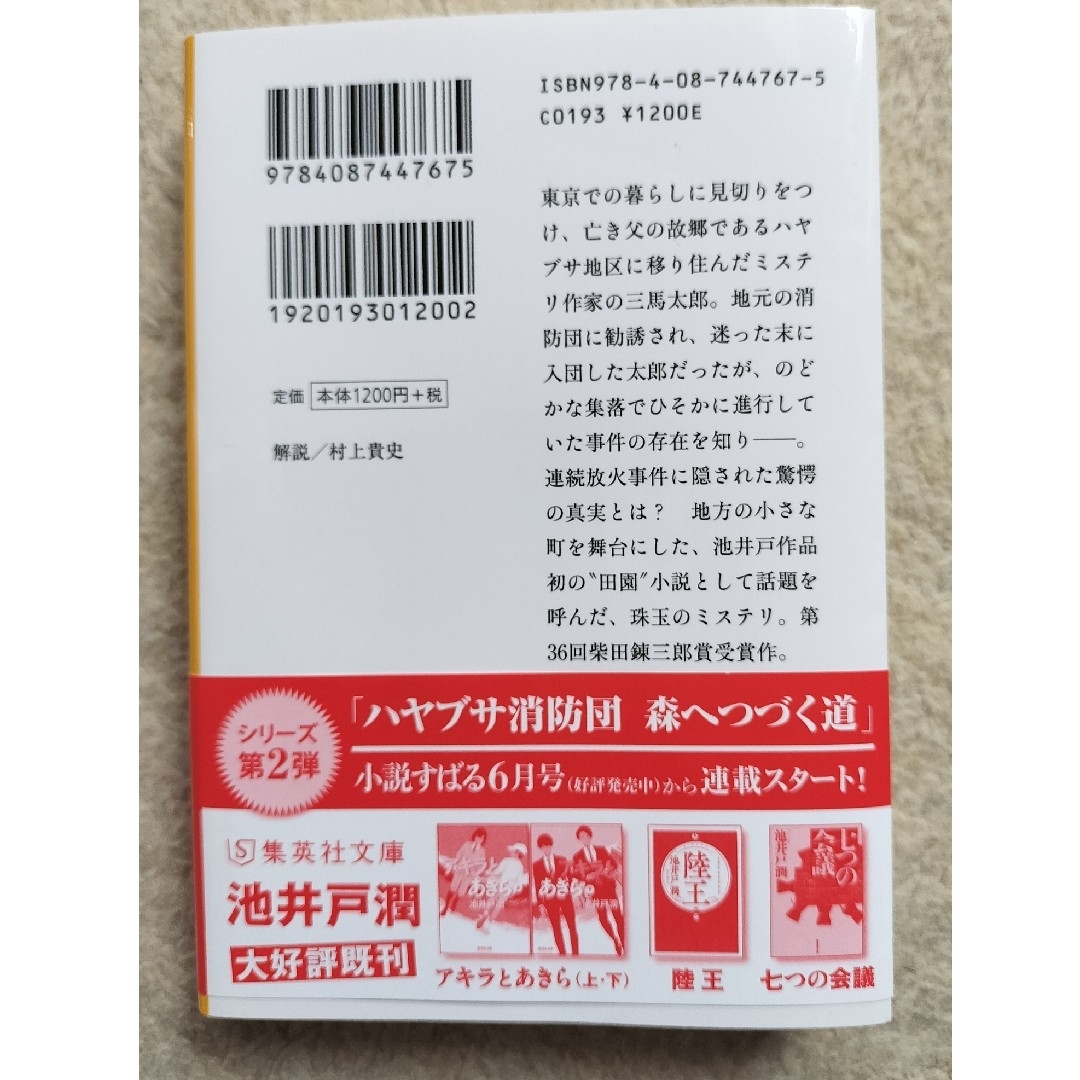 9784087447675
1920193012002
定価 本体1200円+税
解説／村上貴史
ISBN978-4-08-744767-5
C0193 ¥1200E
東京での暮らしに見切りをつ
け、亡き父の故郷であるハヤ
ブサ地区に移り住んだミステ
リ作家の三馬太郎。地元の消
防団に勧誘され、迷った末に
入団した太郎だったが、のど
かな集落でひそかに進行して
いた事件の存在を知り──。
連続放火事件に隠された驚愕
の真実とは？　地方の小さな
町を舞台にした、池井戸作品
初の〝田園〟小説として話題を
呼んだ、珠玉のミステリ。第
36回柴田錬三郎賞受賞作。
シリーズ
第2弾
「ハヤブサ消防団 森へつづく道」
小説すばる6月号(好評発売中)から連載スタート!
S 集英社文庫
池井戸潤
大好評既刊
アキラと
あきら
池井戸潤
アキラと
あきら
池井戸潤
陸王
池井戸潤
七つの
会議
池井戸潤
アキラとあきら(上・下)
陸王
七つの会議